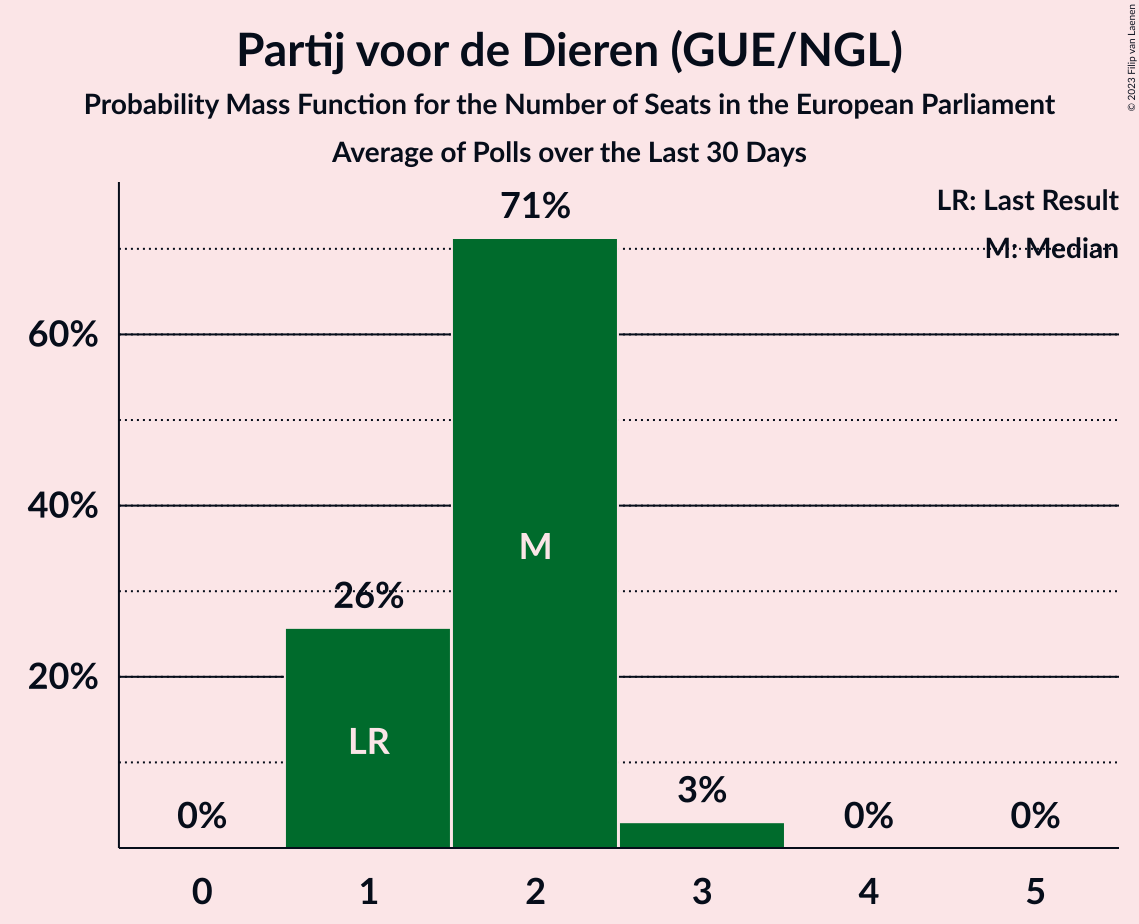 Partij voor de Dieren (GUE/NGL)
Probability Mass Function for the Number of Seats in the European Parliament
Average of Polls over the Last 30 Days
© 2023 Filip van Laenen
LR: Last Result
M: Median
71%
60%
40%
M
26%
20%
LR
3%
0%
0%
0%
0 1 2 3 4 5